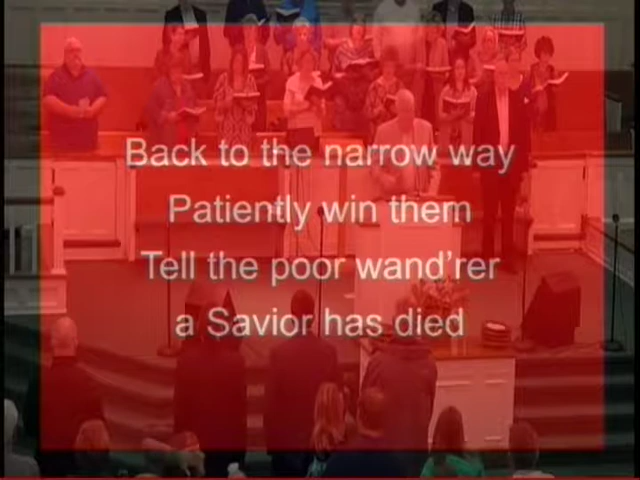 Back to the narrow way
Patiently win them
Tell the poor wand'rer
a Savior has died